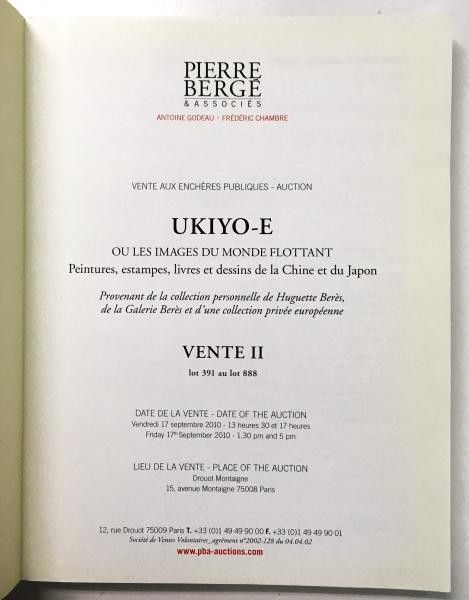 PIERRE
BERGÉ
& ASSOCIÉS
ANTOINE GODEAU - FRÉDÉRIC CHAMBRE
VENTE AUX ENCHÈRES PUBLIQUES - AUCTION
UKIYO-E
OU LES IMAGES DU MONDE FLOTTANT
Peintures, estampes, livres et dessins de la Chine et du Japon
Provenant de la collection personnelle de Huguette Berès,
de la Galerie Berès et d'une collection privée européenne
VENTE II
lot 391 au lot 888
DATE DE LA VENTE - DATE OF THE AUCTION
Vendredi 17 septembre 2010 - 13 heures 30 et 17 heures
Friday 17th September 2010 - 1.30 pm and 5 pm
LIEU DE LA VENTE - PLACE OF THE AUCTION
Drouot Montaigne
15, avenue Montaigne 75008 Paris
12, rue Drouot 75009 Paris T. +33 (0)1 49 49 90 00 F. +33 (0)1 49 49 90 01
Société de Ventes Volontaires_agrément n°2002-128 du 04.04.02
www.pba-auctions.com